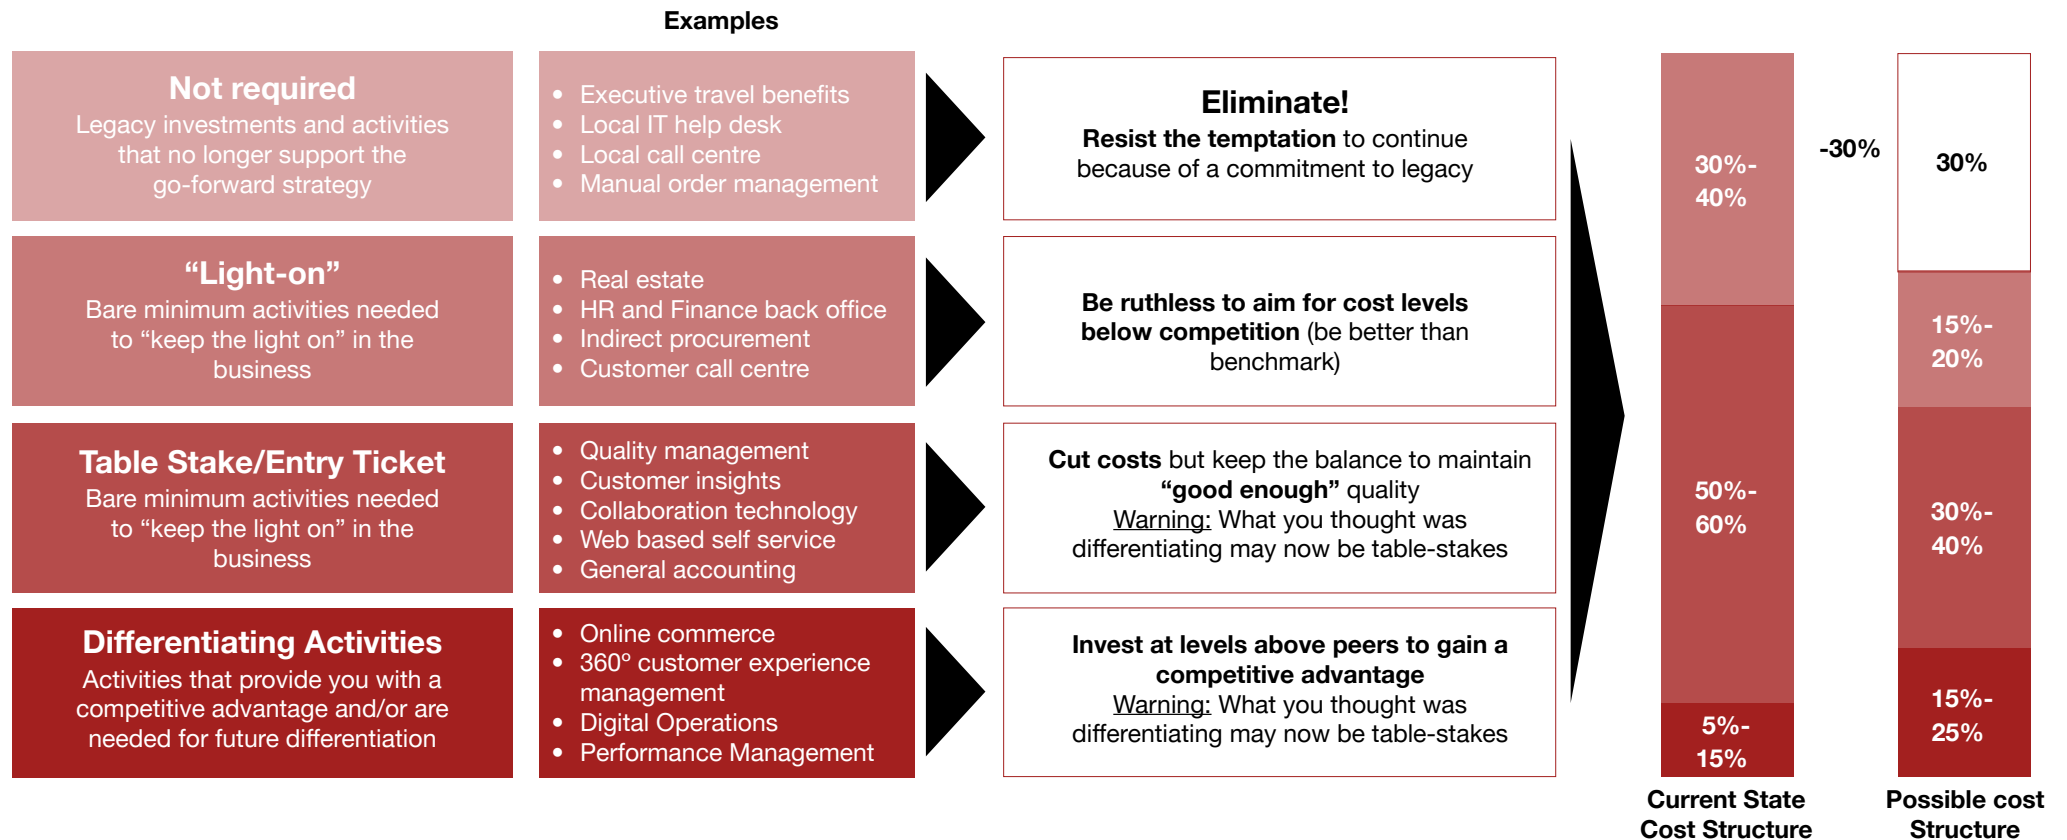 Examples
Not required
Legacy investments and activities
that no longer support the
go-forward strategy
• Executive travel benefits
• Local IT help desk
• Local call centre
• Manual order management
Eliminate!
Resist the temptation to continue
because of a commitment to legacy
“Light-on”
Bare minimum activities needed
to “keep the light on” in the
business
• Real estate
• HR and Finance back office
• Indirect procurement
• Customer call centre
Be ruthless to aim for cost levels
below competition (be better than
benchmark)
Table Stake/Entry Ticket
Bare minimum activities needed
to “keep the light on” in the
business
• Quality management
• Customer insights
• Collaboration technology
• Web based self service
• General accounting
Cut costs but keep the balance to maintain
“good enough” quality
Warning: What you thought was
differentiating may now be table-stakes
Differentiating Activities
Activities that provide you with a
competitive advantage and/or are
needed for future differentiation
• Online commerce
• 360º customer experience
management
• Digital Operations
• Performance Management
Invest at levels above peers to gain a
competitive advantage
Warning: What you thought was
differentiating may now be table-stakes
30%-
40%
50%-
60%
5%-
15%
Current State
Cost Structure
-30%
30%
15%-
20%
30%-
40%
15%-
25%
Possible cost
Structure